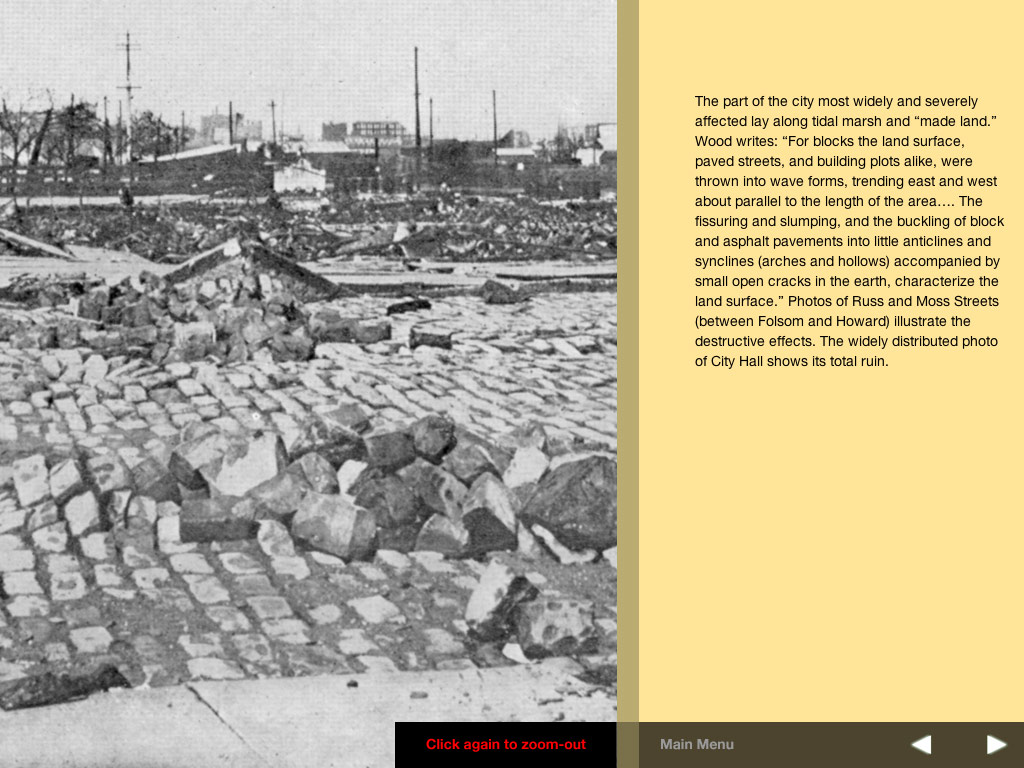 The part of the city most widely and severely
affected lay along tidal marsh and “made land.”
Wood writes: “For blocks the land surface,
paved streets, and building plots alike, were
thrown into wave forms, trending east and west
about parallel to the length of the area…. The
fissuring and slumping, and the buckling of block
and asphalt pavements into little anticlines and
synclines (arches and hollows) accompanied by
small open cracks in the earth, characterize the
land surface.” Photos of Russ and Moss Streets
(between Folsom and Howard) illustrate the
destructive effects. The widely distributed photo
of City Hall shows its total ruin.
Click again to zoom-out
Main Menu